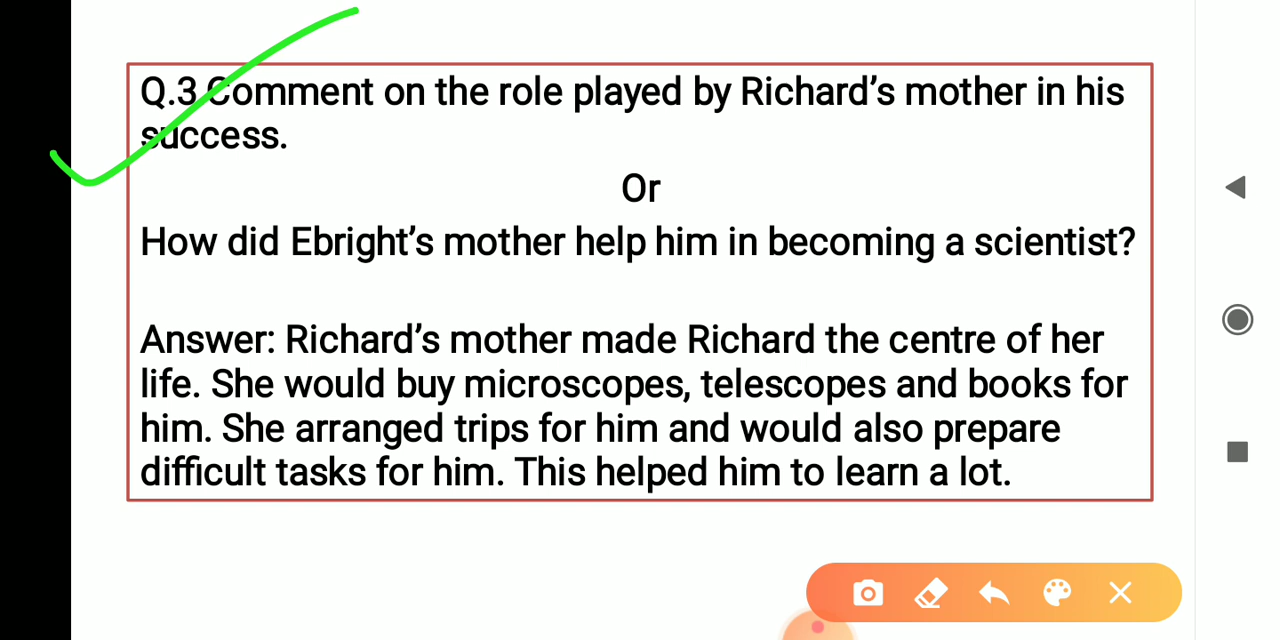 Q.3 Comment on the role played by Richard’s mother in his
success.
Or
How did Ebright’s mother help him in becoming a scientist?
Answer: Richard’s mother made Richard the centre of her
life. She would buy microscopes, telescopes and books for
him. She arranged trips for him and would also prepare
difficult tasks for him. This helped him to learn a lot.